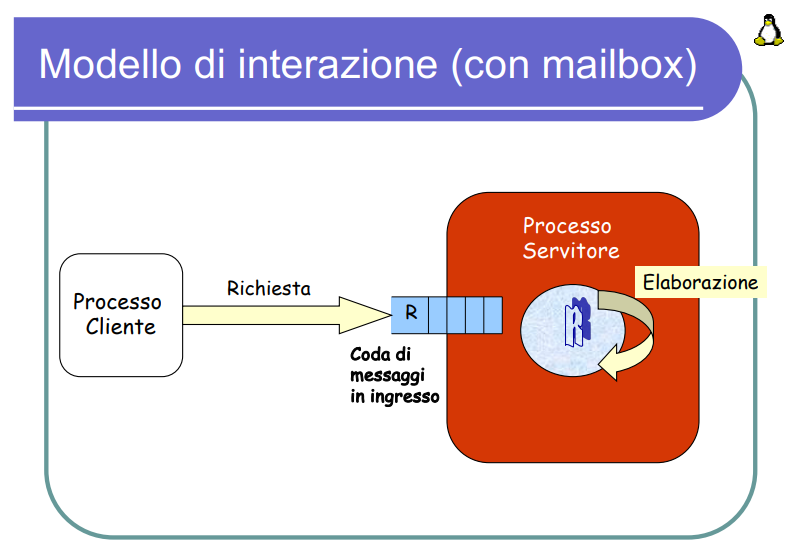 Modello di interazione (con mailbox)
Processo
Servitore
Elaborazione
Richiesta
Processo
Cliente
R
R
Coda di
messaggi
in ingresso